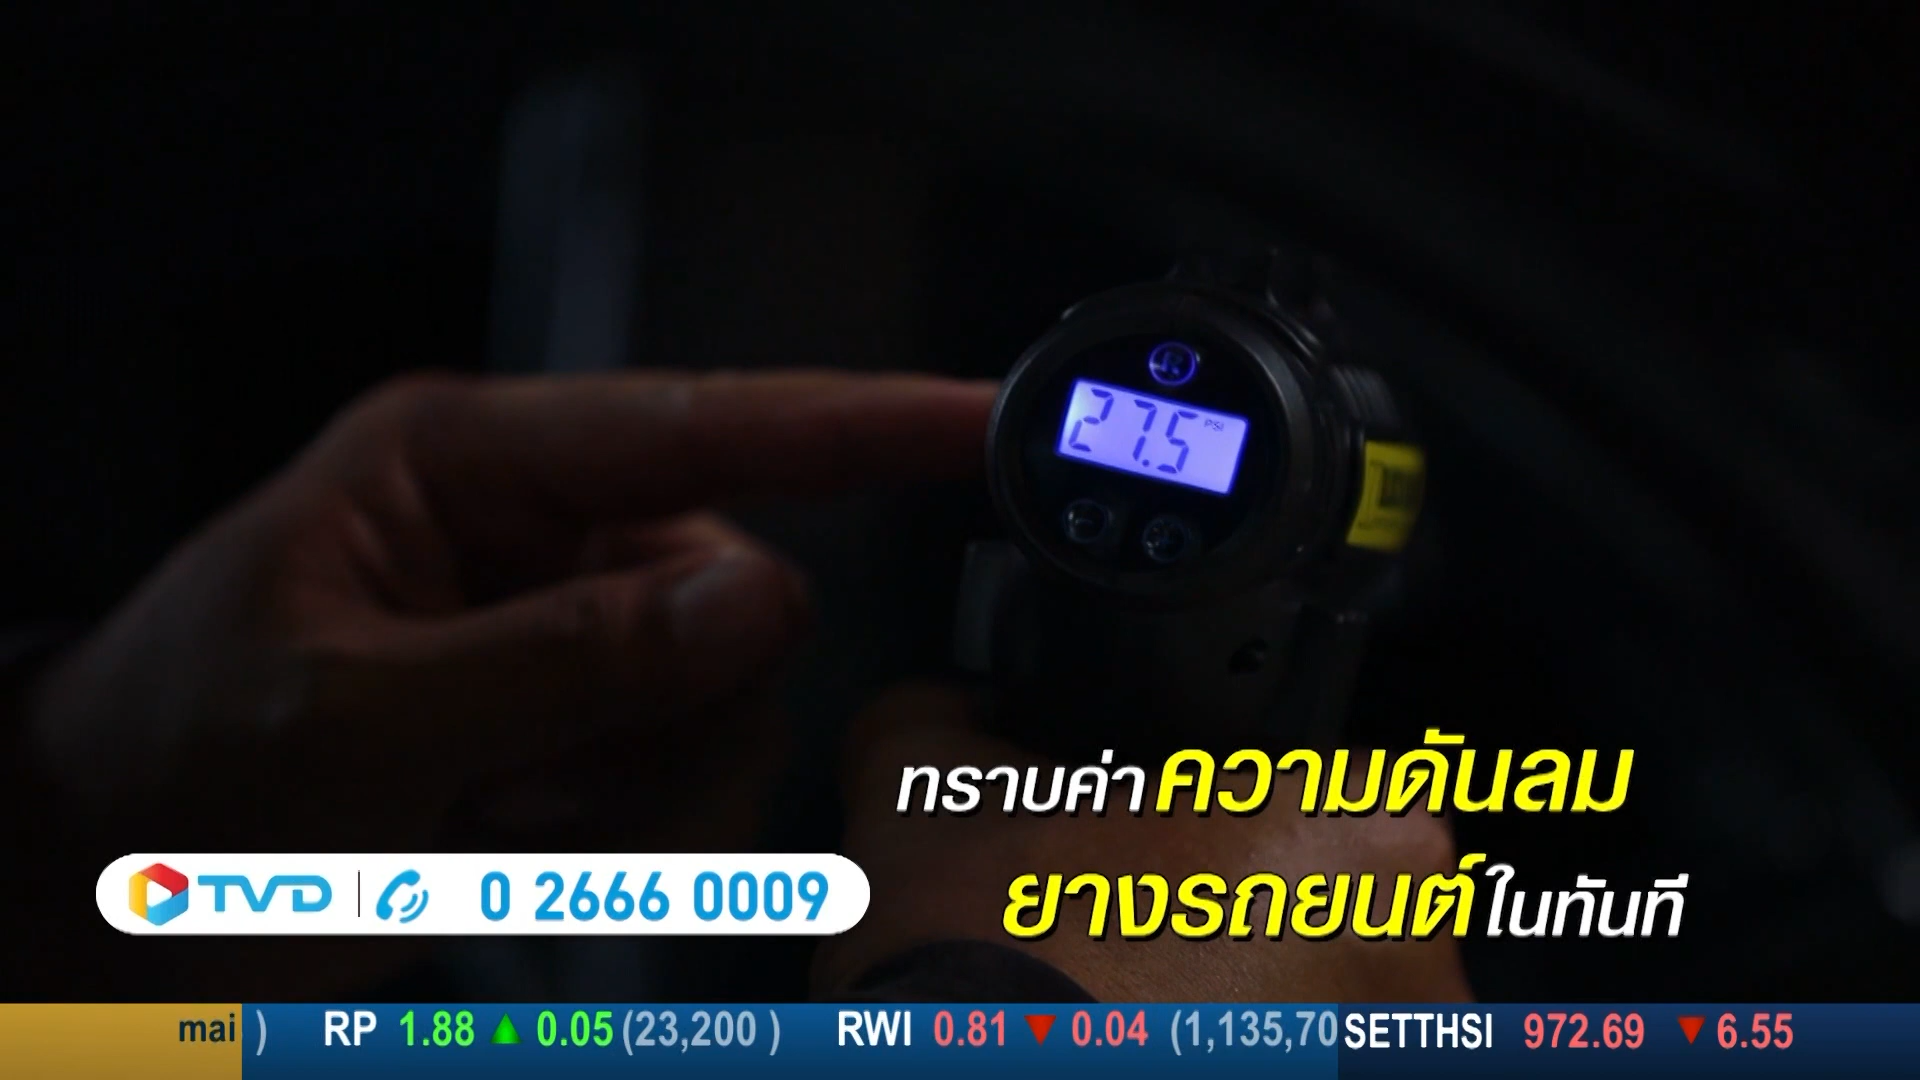 R
27.5 PSI
ทราบค่าความดันลม
ยางรถยนต์ในทันที
TVD 0 2666 0009
mai ) RP 1.88 ▲ 0.05 (23,200 ) RWI 0.81 ▼ 0.04 (1,135,70 SETTHSI 972.69 ▼ 6.55